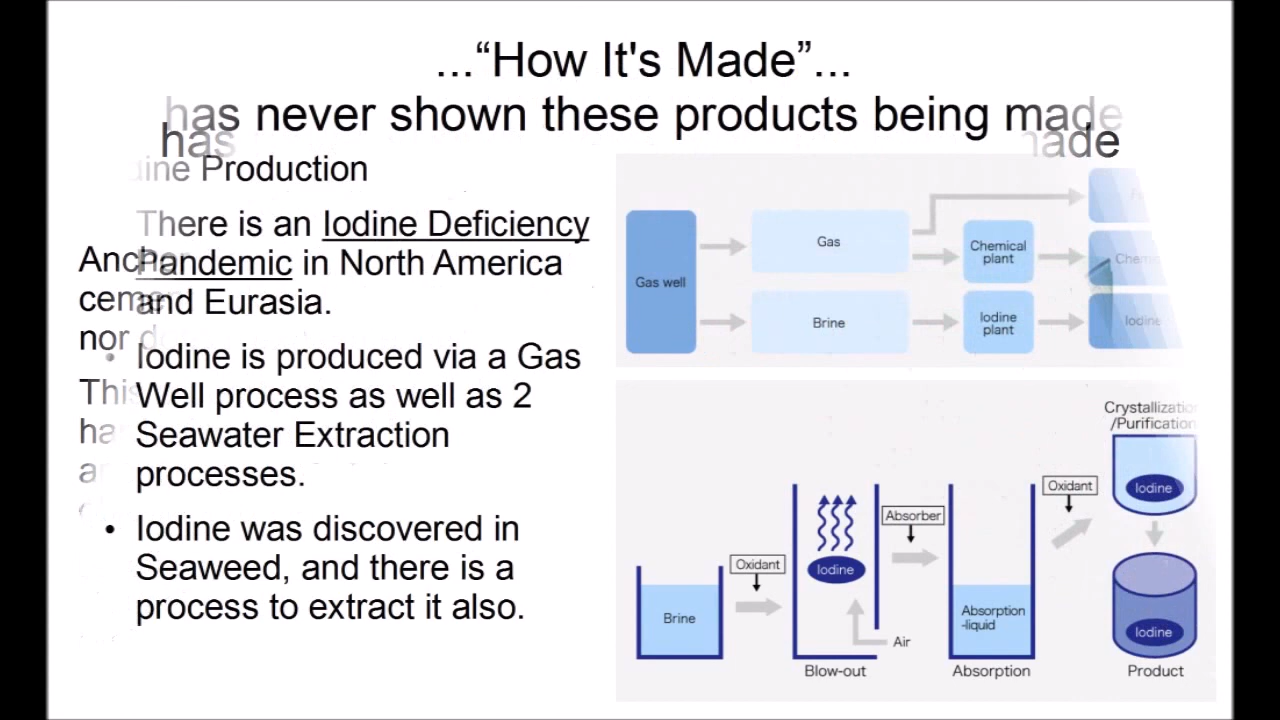 ..."How It's Made"...
has never shown these products being made
has
made
Production
There is an Iodine Deficiency
Pandemic in North America
and Eurasia.
nor
• Iodine is produced via a Gas
Well process as well as 2
Seawater Extraction
processes.
• Iodine was discovered in
Seaweed, and there is a
process to extract it also.
Gas well
Gas
Chemical
plant
Brine
Iodine
plant
Iodine
Crystallization
/Purification
Iodine
Oxidant
Absorber
Iodine
Oxidant
Brine
Absorption
-liquid
Air
Iodine
Blow-out
Absorption
Product